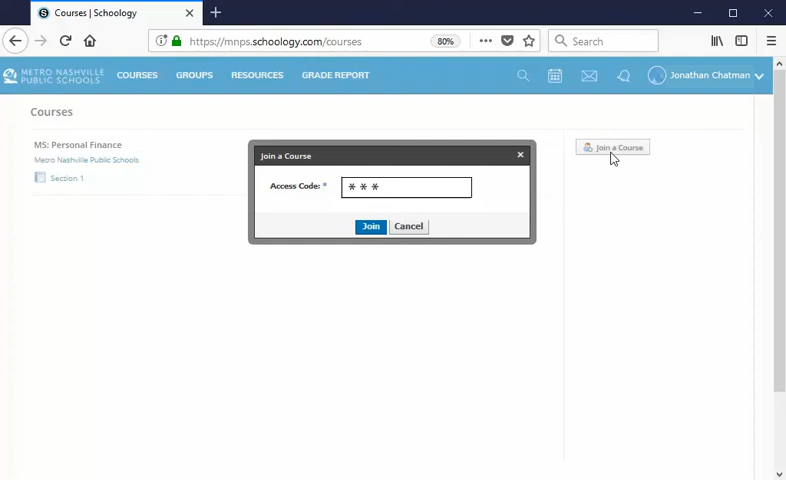 Courses | Schoology
https://mnps.schoology.com/courses
80%
Search
METRO NASHVILLE
PUBLIC SCHOOLS
COURSES
GROUPS
RESOURCES
GRADE REPORT
Jonathan Chatman
Courses
MS: Personal Finance
Metro Nashville Public Schools
Section 1
Join a Course
Join a Course
Access Code: *
* * *
Join
Cancel